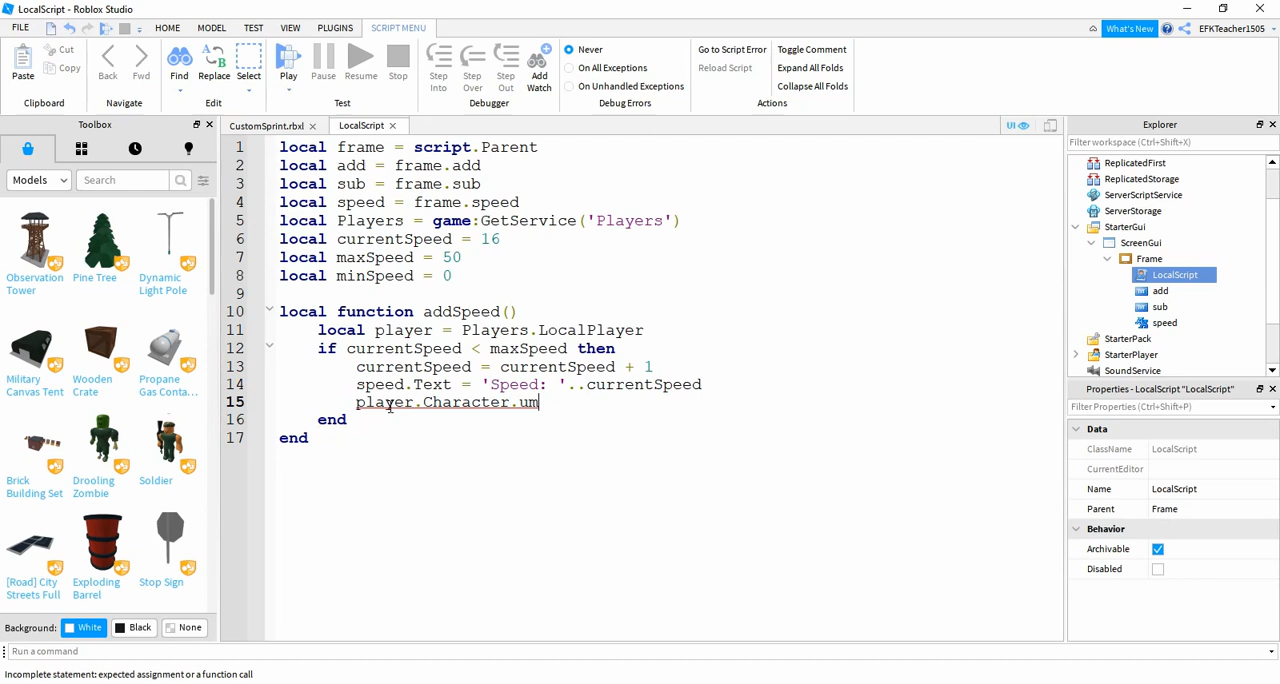 LocalScript - Roblox Studio
FILE HOME MODEL TEST VIEW PLUGINS SCRIPT MENU What's New EFKTeacher1505
Paste Cut Copy Back Fwd Find Replace Select Play Pause Resume Stop Step Into Step Over Step Out Add Watch
Never
On All Exceptions
On Unhandled Exceptions
Go to Script Error
Reload Script
Toggle Comment
Expand All Folds
Collapse All Folds
Clipboard Navigate Edit Test Debugger Debug Errors Actions
Toolbox
Models Search
Observation Tower
Pine Tree
Dynamic Light Pole
Military Canvas Tent
Wooden Crate
Propane Gas Conta...
Brick Building Set
Drooling Zombie
Soldier
[Road] City Streets Full
Exploding Barrel
Stop Sign
Background: White Black None
CustomSprint.rbxl LocalScript UI
1 local frame = script.Parent
2 local add = frame.add
3 local sub = frame.sub
4 local speed = frame.speed
5 local Players = game:GetService('Players')
6 local currentSpeed = 16
7 local maxSpeed = 50
8 local minSpeed = 0
9
10 local function addSpeed()
11 local player = Players.LocalPlayer
12 if currentSpeed < maxSpeed then
13 currentSpeed = currentSpeed + 1
14 speed.Text = 'Speed: '..currentSpeed
15 player.Character.um
16 end
17 end
Explorer
Filter workspace (Ctrl+Shift+X)
ReplicatedFirst
ReplicatedStorage
ServerScriptService
ServerStorage
StarterGui
ScreenGui
Frame
LocalScript
add
sub
speed
StarterPack
StarterPlayer
SoundService
Properties - LocalScript "LocalScript"
Filter Properties (Ctrl+Shift+P)
Data
ClassName LocalScript
CurrentEditor
Name LocalScript
Parent Frame
Behavior
Archivable
Disabled
Run a command
Incomplete statement: expected assignment or a function call